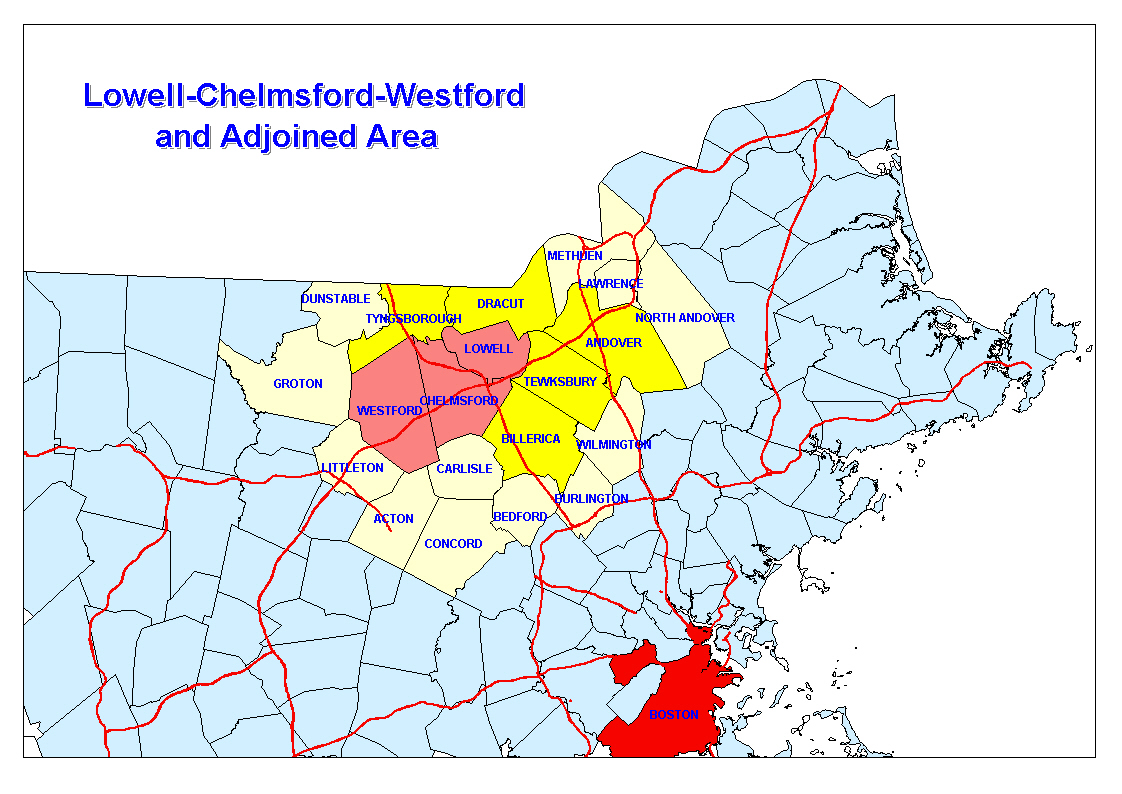 Lowell-Chelmsford-Westford
and Adjoined Area
METHUEN
LAWRENCE
DUNSTABLE
DRACUT
TYNGSBOROUGH
NORTH ANDOVER
ANDOVER
LOWELL
GROTON
TEWKSBURY
CHELMSFORD
WESTFORD
BILLERICA
WILMINGTON
LITTLETON
CARLISLE
BURLINGTON
ACTON
BEDFORD
CONCORD
BOSTON